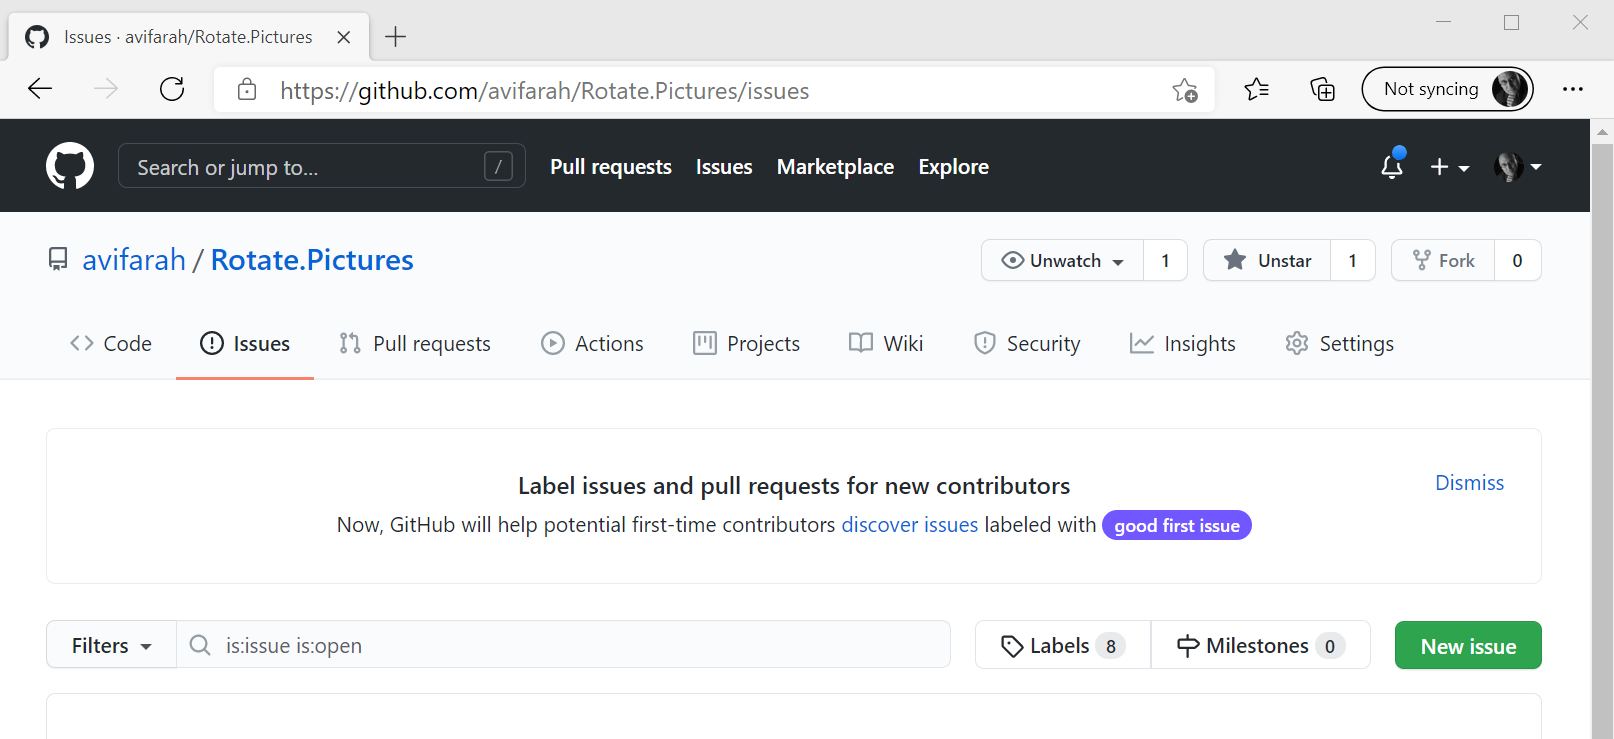 Issues · avifarah/Rotate.Pictures
https://github.com/avifarah/Rotate.Pictures/issues
Not syncing
Search or jump to...
/
Pull requests
Issues
Marketplace
Explore
avifarah / Rotate.Pictures
Unwatch
1
Unstar
1
Fork
0
Code
Issues
Pull requests
Actions
Projects
Wiki
Security
Insights
Settings
Label issues and pull requests for new contributors
Dismiss
Now, GitHub will help potential first-time contributors discover issues labeled with good first issue
Filters
is:issue is:open
Labels 8
Milestones 0
New issue